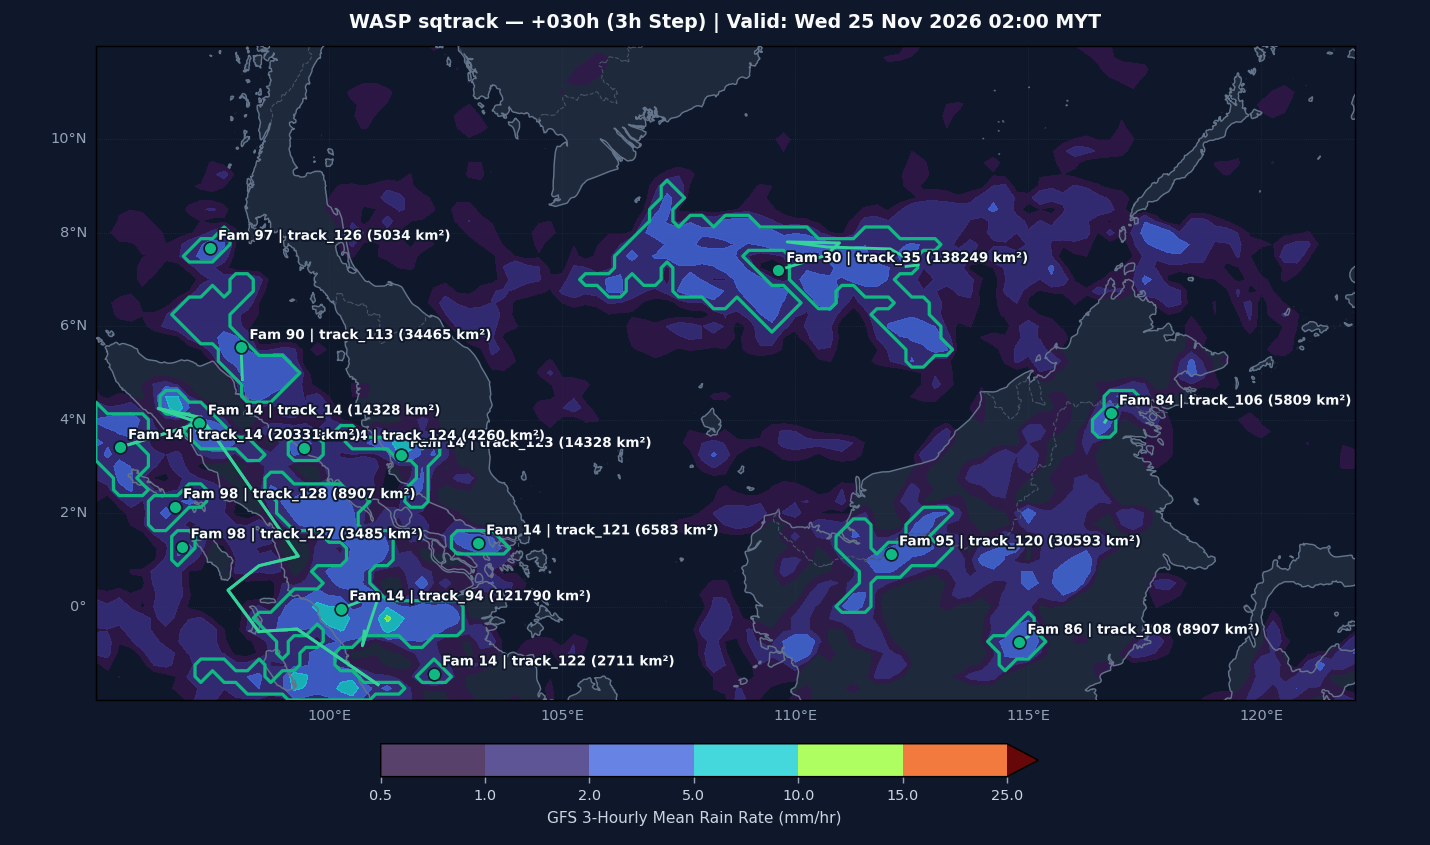 WASP sqtrack — +030h (3h Step) | Valid: Wed 25 Nov 2026 02:00 MYT
10°N
8°N
6°N
4°N
2°N
0°
Fam 97 | track_126 (5034 km²)
Fam 30 | track_35 (138249 km²)
Fam 90 | track_113 (34465 km²)
Fam 84 | track_106 (5809 km²)
Fam 14 | track_14 (14328 km²)
Fam 14 | track_14 (20331 km²)
track_124 (4260 km²)
Fam 14 | track_123 (14328 km²)
Fam 98 | track_128 (8907 km²)
Fam 98 | track_127 (3485 km²)
Fam 14 | track_121 (6583 km²)
Fam 95 | track_120 (30593 km²)
Fam 14 | track_94 (121790 km²)
Fam 86 | track_108 (8907 km²)
Fam 14 | track_122 (2711 km²)
100°E 105°E 110°E 115°E 120°E
0.5 1.0 2.0 5.0 10.0 15.0 25.0
GFS 3-Hourly Mean Rain Rate (mm/hr)